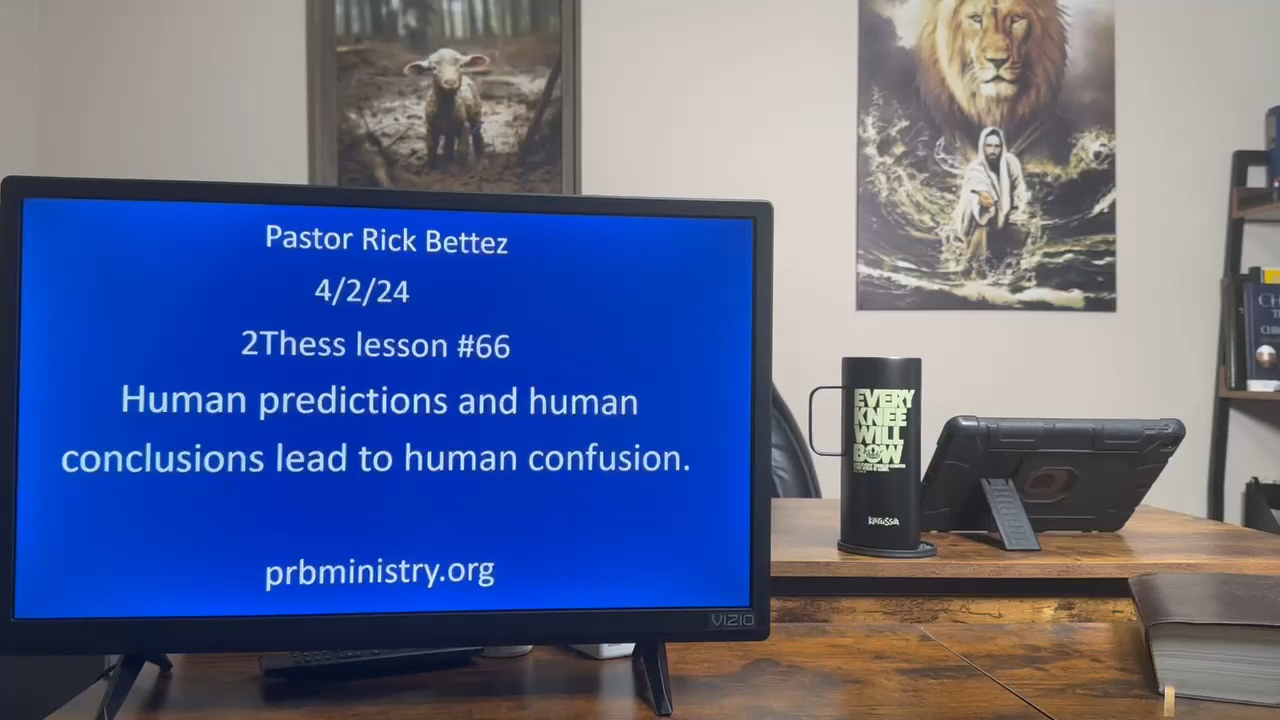 Pastor Rick Bettez
4/2/24
2Thess lesson #66
Human predictions and human
conclusions lead to human confusion.
prbministry.org
VIZIO
EVERY
KNEE
WILL
BOW